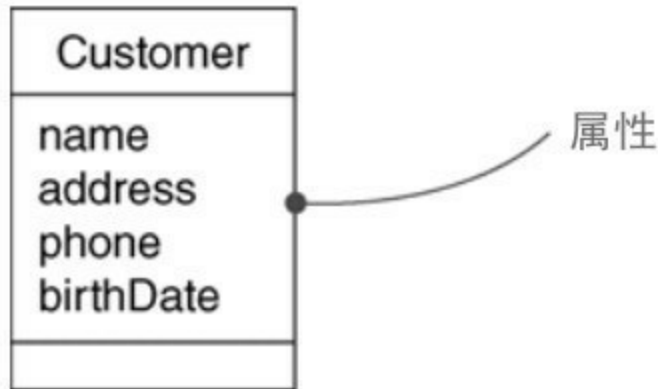 Customer
name
address
phone
birthDate
属性